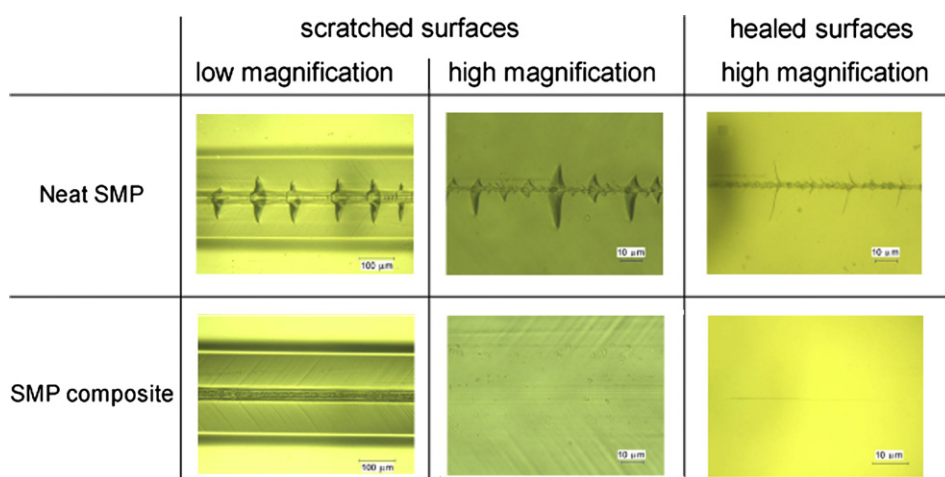 scratched surfaces
healed surfaces
low magnification
high magnification
high magnification
Neat SMP
100 μm
10 μm
10 μm
SMP composite
100 μm
10 μm
10 μm